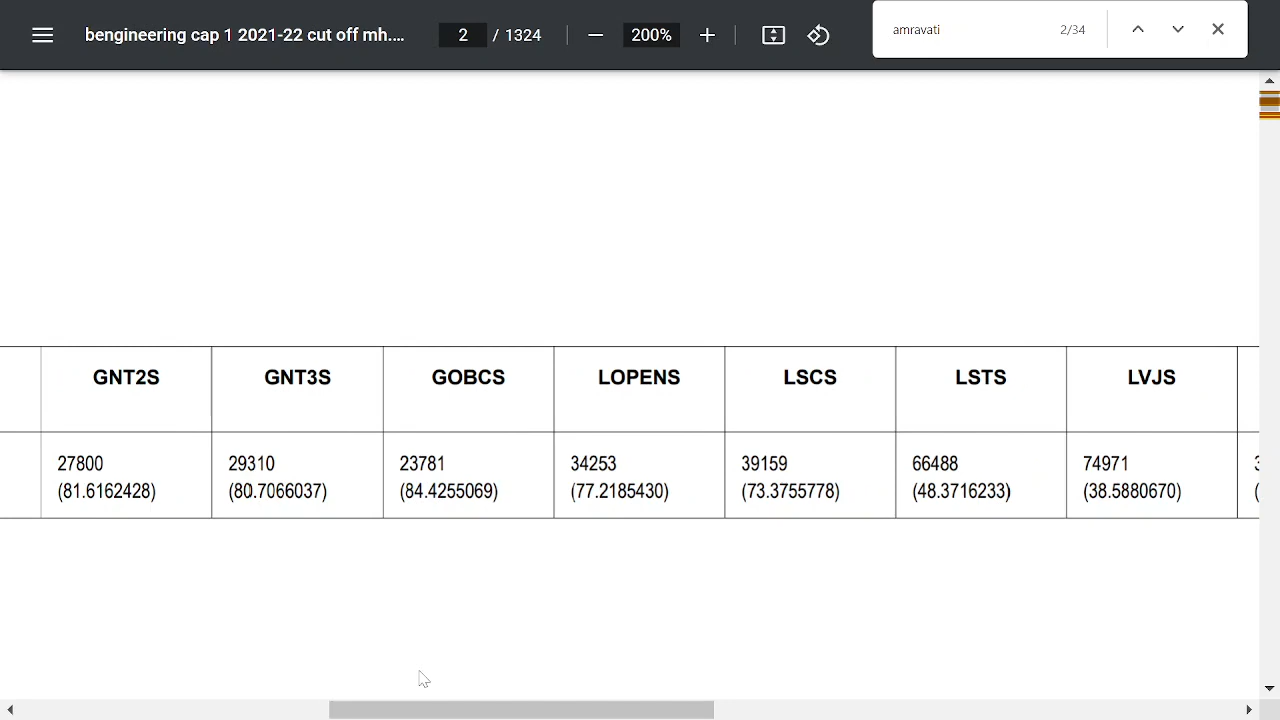 bengineering cap 1 2021-22 cut off mh.... 2 / 1324 200% amravati 2/34
GNT2S GNT3S GOBCS LOPENS LSCS LSTS LVJS
27800 29310 23781 34253 39159 66488 74971
(81.6162428) (80.7066037) (84.4255069) (77.2185430) (73.3755778) (48.3716233) (38.5880670)